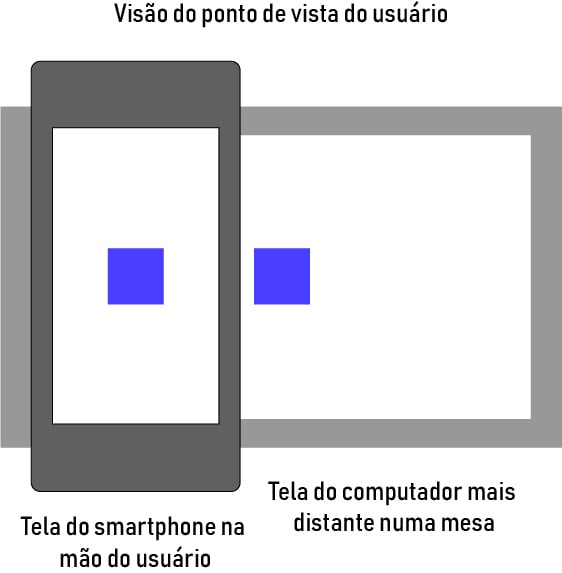 Visão do ponto de vista do usuário
Tela do computador mais
distante numa mesa
Tela do smartphone na
mão do usuário